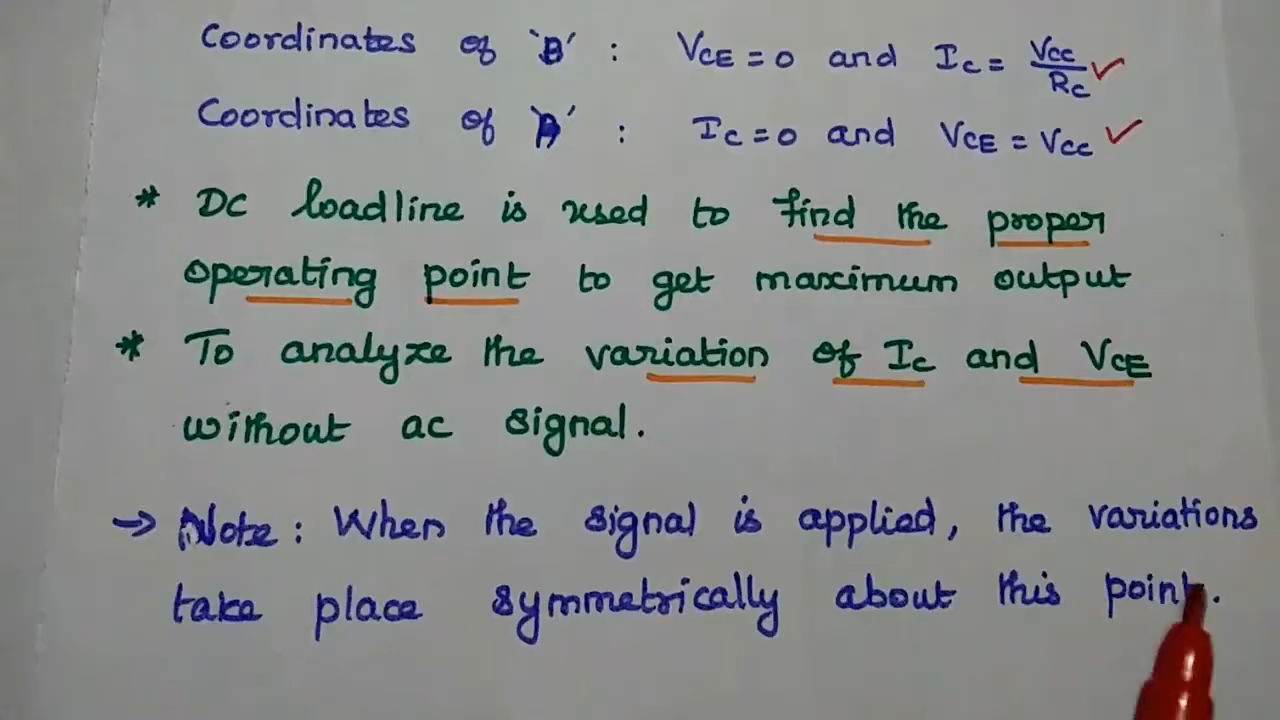 Coordinates of 'B' : VCE = 0 and IC = VCC/RC ✓
Coordinates of 'A' : IC = 0 and VCE = VCC ✓
* DC loadline is used to find the proper
operating point to get maximum output
* To analyze the variation of IC and VCE
without ac signal.
→ Note: When the signal is applied, the variations
take place symmetrically about this point.